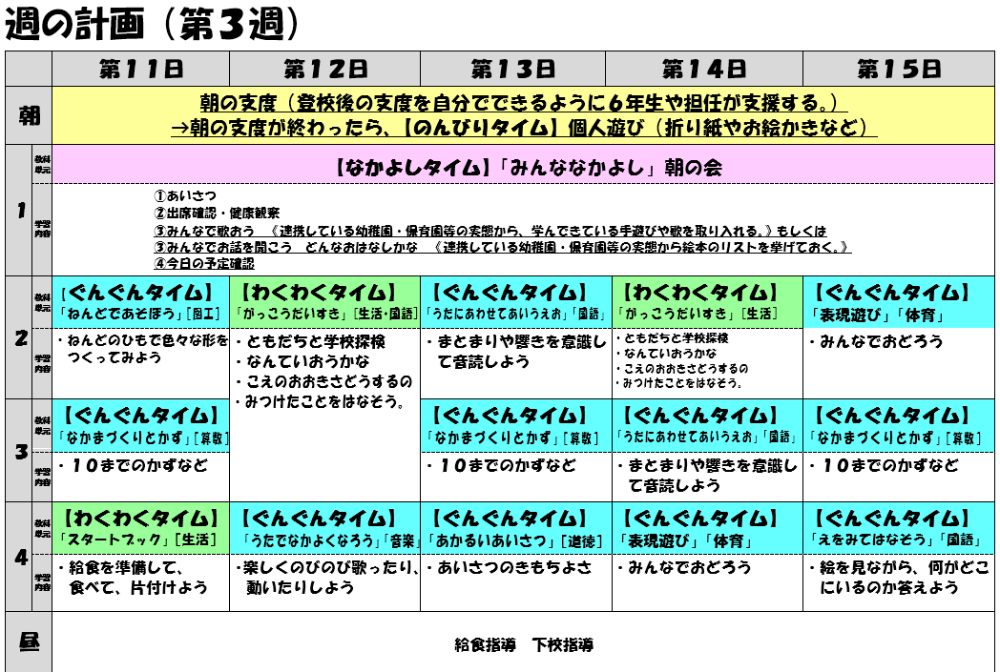 週の計画（第３週）
第１１日 第１２日 第１３日 第１４日 第１５日
朝
朝の支度（登校後の支度を自分でできるように６年生や担任が支援する。）
→朝の支度が終わったら、【のんびりタイム】個人遊び（折り紙やお絵かきなど）
1
教科
単元
【なかよしタイム】「みんななかよし」朝の会
学習
内容
①あいさつ
②出席確認・健康観察
③みんなで歌おう　《連携している幼稚園・保育園等の実態から、学んできている手遊びや歌を取り入れる。》もしくは
③みんなでお話を聞こう　どんなおはなしかな　《連携している幼稚園・保育園等の実態から絵本のリストを挙げておく。》
④今日の予定確認
2
教科
単元
【ぐんぐんタイム】
「ねんどであそぼう」［図工］
【わくわくタイム】
「がっこうだいすき」［生活・国語］
【ぐんぐんタイム】
「うたにあわせてあいうえお」「国語」
【わくわくタイム】
「がっこうだいすき」［生活］
【ぐんぐんタイム】
「表現遊び」「体育」
学習
内容
・ねんどのひもで色々な形を
つくってみよう
・ともだちと学校探検
・なんていおうかな
・こえのおおきさどうするの
・みつけたことをはなそう。
・まとまりや響きを意識し
て音読しよう
・ともだちと学校探検
・なんていおうかな
・こえのおおきさどうするの
・みつけたことをはなそう。
・みんなでおどろう
3
教科
単元
【ぐんぐんタイム】
「なかまづくりとかず」［算数］
【ぐんぐんタイム】
「なかまづくりとかず」［算数］
【ぐんぐんタイム】
「うたにあわせてあいうえお」「国語」
【ぐんぐんタイム】
「なかまづくりとかず」［算数］
学習
内容
・１０までのかずなど
・１０までのかずなど
・まとまりや響きを意識し
て音読しよう
・１０までのかずなど
4
教科
単元
【わくわくタイム】
「スタートブック」［生活］
【ぐんぐんタイム】
「うたでなかよくなろう」「音楽」
【ぐんぐんタイム】
「あかるいあいさつ」［道徳］
【ぐんぐんタイム】
「表現遊び」「体育」
【ぐんぐんタイム】
「えをみてはなそう」「国語」
学習
内容
・給食を準備して、
食べて、片付けよう
・楽しくのびのび歌ったり、
動いたりしよう
・あいさつのきもちよさ
・みんなでおどろう
・絵を見ながら、何がどこ
にいるのか答えよう
昼
給食指導　下校指導